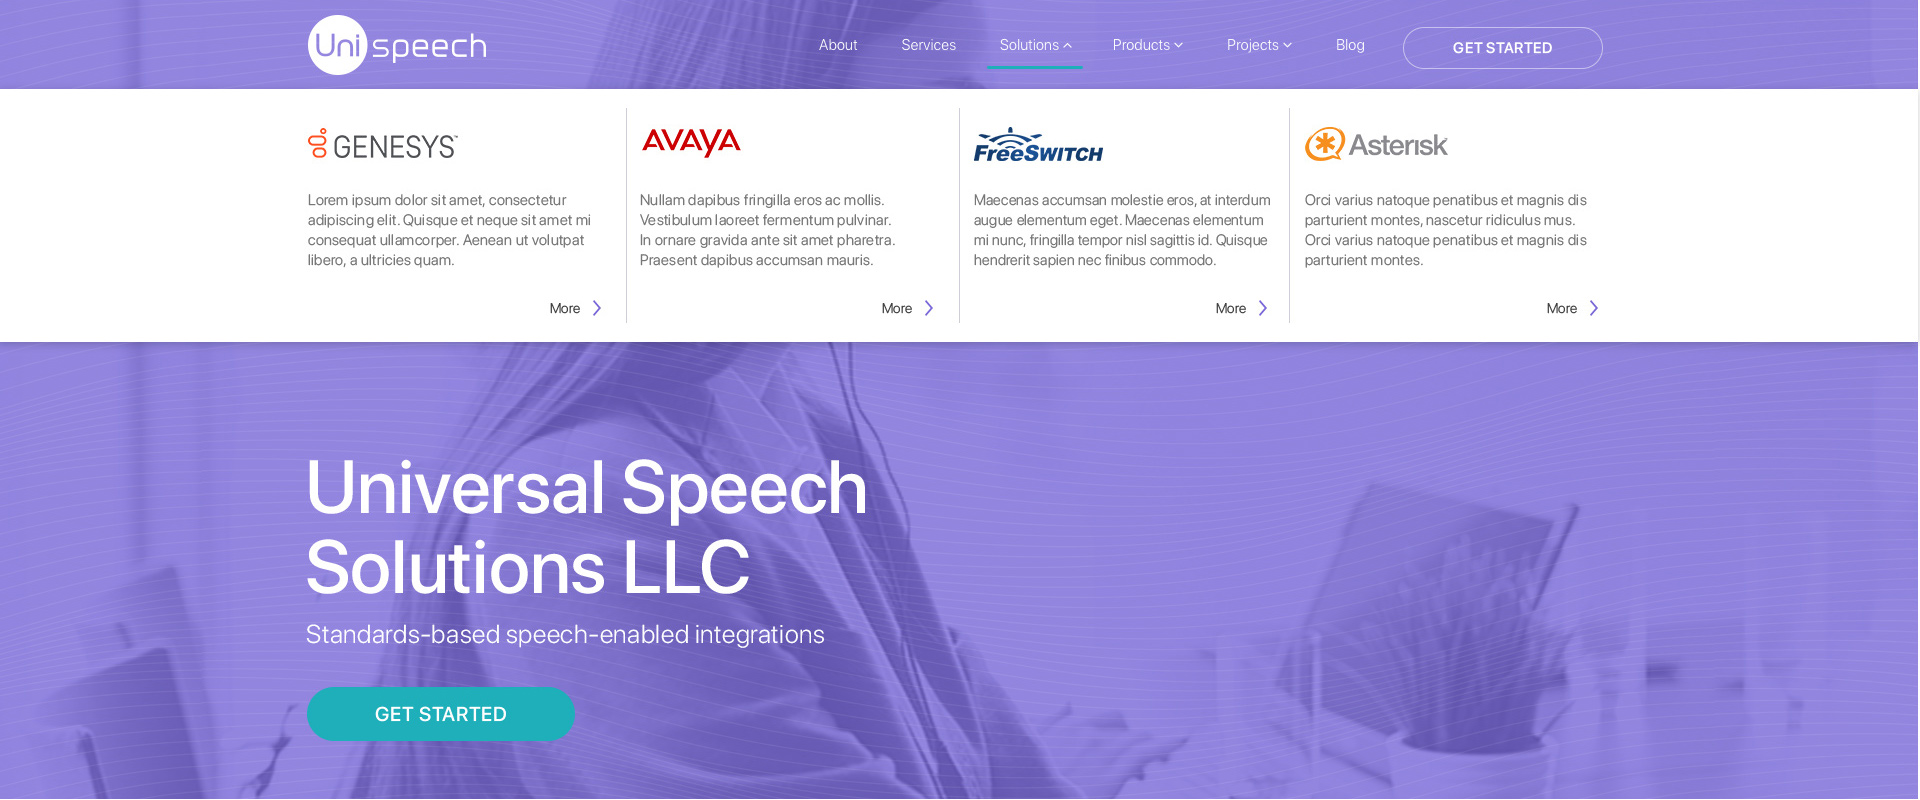 Uni speech
About Services Solutions Products Projects Blog GET STARTED
GENESYS™
Lorem ipsum dolor sit amet, consectetur
adipiscing elit. Quisque et neque sit amet mi
consequat ullamcorper. Aenean ut volutpat
libero, a ultricies quam.
More
AVAYA
Nullam dapibus fringilla eros ac mollis.
Vestibulum laoreet fermentum pulvinar.
In ornare gravida ante sit amet pharetra.
Praesent dapibus accumsan mauris.
More
FreeSWITCH
Maecenas accumsan molestie eros, at interdum
augue elementum eget. Maecenas elementum
mi nunc, fringilla tempor nisl sagittis id. Quisque
hendrerit sapien nec finibus commodo.
More
Asterisk
Orci varius natoque penatibus et magnis dis
parturient montes, nascetur ridiculus mus.
Orci varius natoque penatibus et magnis dis
parturient montes.
More
Universal Speech
Solutions LLC
Standards-based speech-enabled integrations
GET STARTED